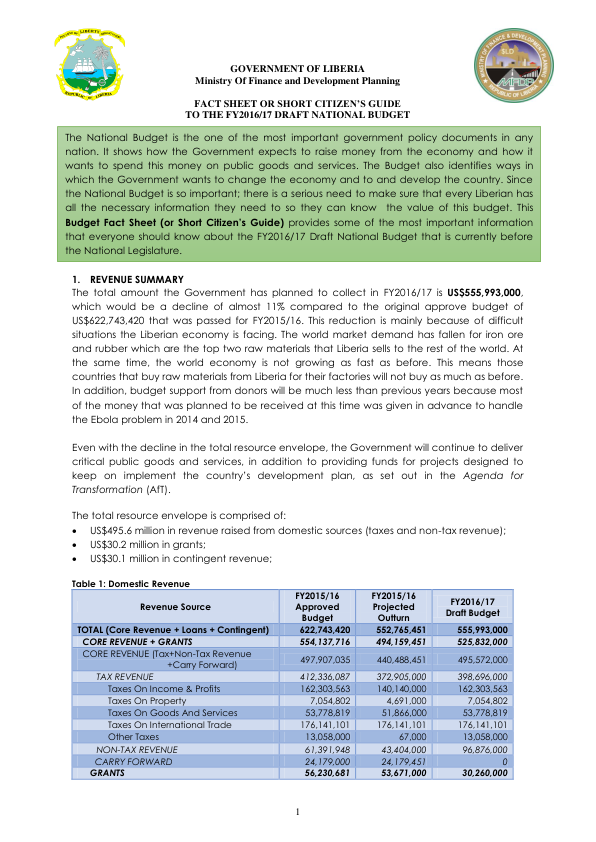 GOVERNMENT OF LIBERIA
Ministry Of Finance and Development Planning
FACT SHEET OR SHORT CITIZEN'S GUIDE
TO THE FY2016/17 DRAFT NATIONAL BUDGET
The National Budget is the one of the most important government policy documents in any
nation. It shows how the Government expects to raise money from the economy and how it
wants to spend this money on public goods and services. The Budget also identifies ways in
which the Government wants to change the economy and to and develop the country. Since
the National Budget is so important; there is a serious need to make sure that every Liberian has
all the necessary information they need to so they can know the value of this budget. This
Budget Fact Sheet (or Short Citizen's Guide) provides some of the most important information
that everyone should know about the FY2016/17 Draft National Budget that is currently before
the National Legislature.
1. REVENUE SUMMARY
The total amount the Government has planned to collect in FY2016/17 is US$555,993,000,
which would be a decline of almost 11% compared to the original approve budget of
US$622,743,420 that was passed for FY2015/16. This reduction is mainly because of difficult
situations the Liberian economy is facing. The world market demand has fallen for iron ore
and rubber which are the top two raw materials that Liberia sells to the rest of the world. At
the same time, the world economy is not growing as fast as before. This means those
countries that buy raw materials from Liberia for their factories will not buy as much as before.
In addition, budget support from donors will be much less than previous years because most
of the money that was planned to be received at this time was given in advance to handle
the Ebola problem in 2014 and 2015.
Even with the decline in the total resource envelope, the Government will continue to deliver
critical public goods and services, in addition to providing funds for projects designed to
keep on implement the country's development plan, as set out in the Agenda for
Transformation (AfT).
The total resource envelope is comprised of:
• US$495.6 million in revenue raised from domestic sources (taxes and non-tax revenue);
• US$30.2 million in grants;
• US$30.1 million in contingent revenue;
Table 1: Domestic Revenue
Revenue Source FY2015/16 Approved Budget FY2015/16 Projected Outturn FY2016/17 Draft Budget
TOTAL (Core Revenue + Loans + Contingent) 622,743,420 552,765,451 555,993,000
CORE REVENUE + GRANTS 554,137,716 494,159,451 525,832,000
CORE REVENUE (Tax+Non-Tax Revenue
+Carry Forward) 497,907,035 440,488,451 495,572,000
TAX REVENUE 412,336,087 372,905,000 398,696,000
Taxes On Income & Profits 162,303,563 140,140,000 162,303,563
Taxes On Property 7,054,802 4,691,000 7,054,802
Taxes On Goods And Services 53,778,819 51,866,000 53,778,819
Taxes On International Trade 176,141,101 176,141,101 176,141,101
Other Taxes 13,058,000 67,000 13,058,000
NON-TAX REVENUE 61,391,948 43,404,000 96,876,000
CARRY FORWARD 24,179,000 24,179,451 0
GRANTS 56,230,681 53,671,000 30,260,000
1